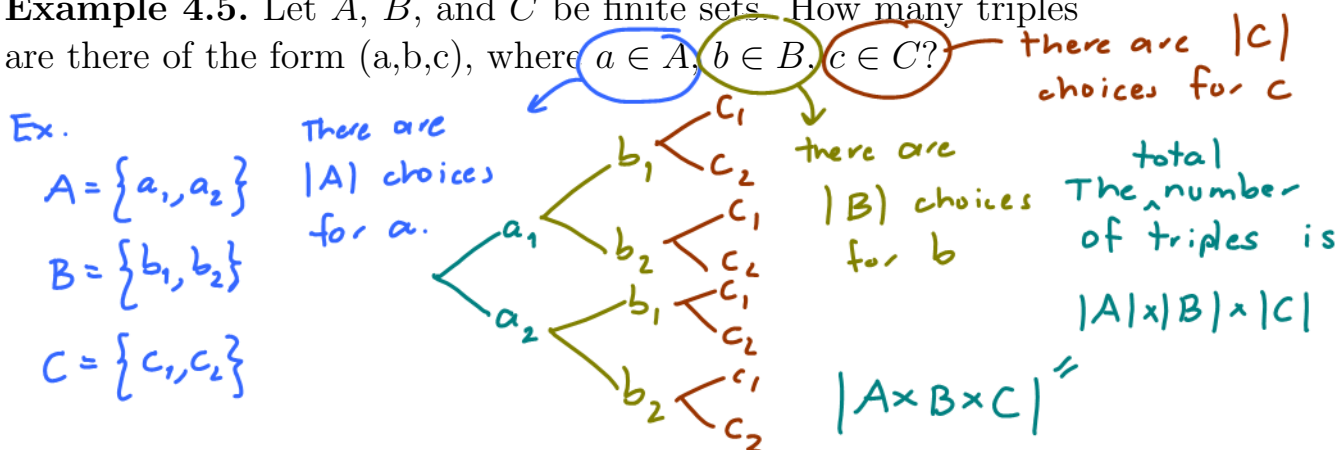 Example 4.5. Let A, B, and C be finite sets. How many triples
are there of the form (a,b,c), where a ∈ A, b ∈ B, c ∈ C?
there are |C|
choices for c
Ex.
A = {a₁, a₂}
B = {b₁, b₂}
C = {c₁, c₂}
There are
|A| choices
for a.
a₁
a₂
b₁
b₂
b₁
b₂
c₁
c₂
c₁
c₂
c₁
c₂
c₁
c₂
there are
|B| choices
for b
The total number
of triples is
|A|×|B|×|C|
=
|A×B×C|